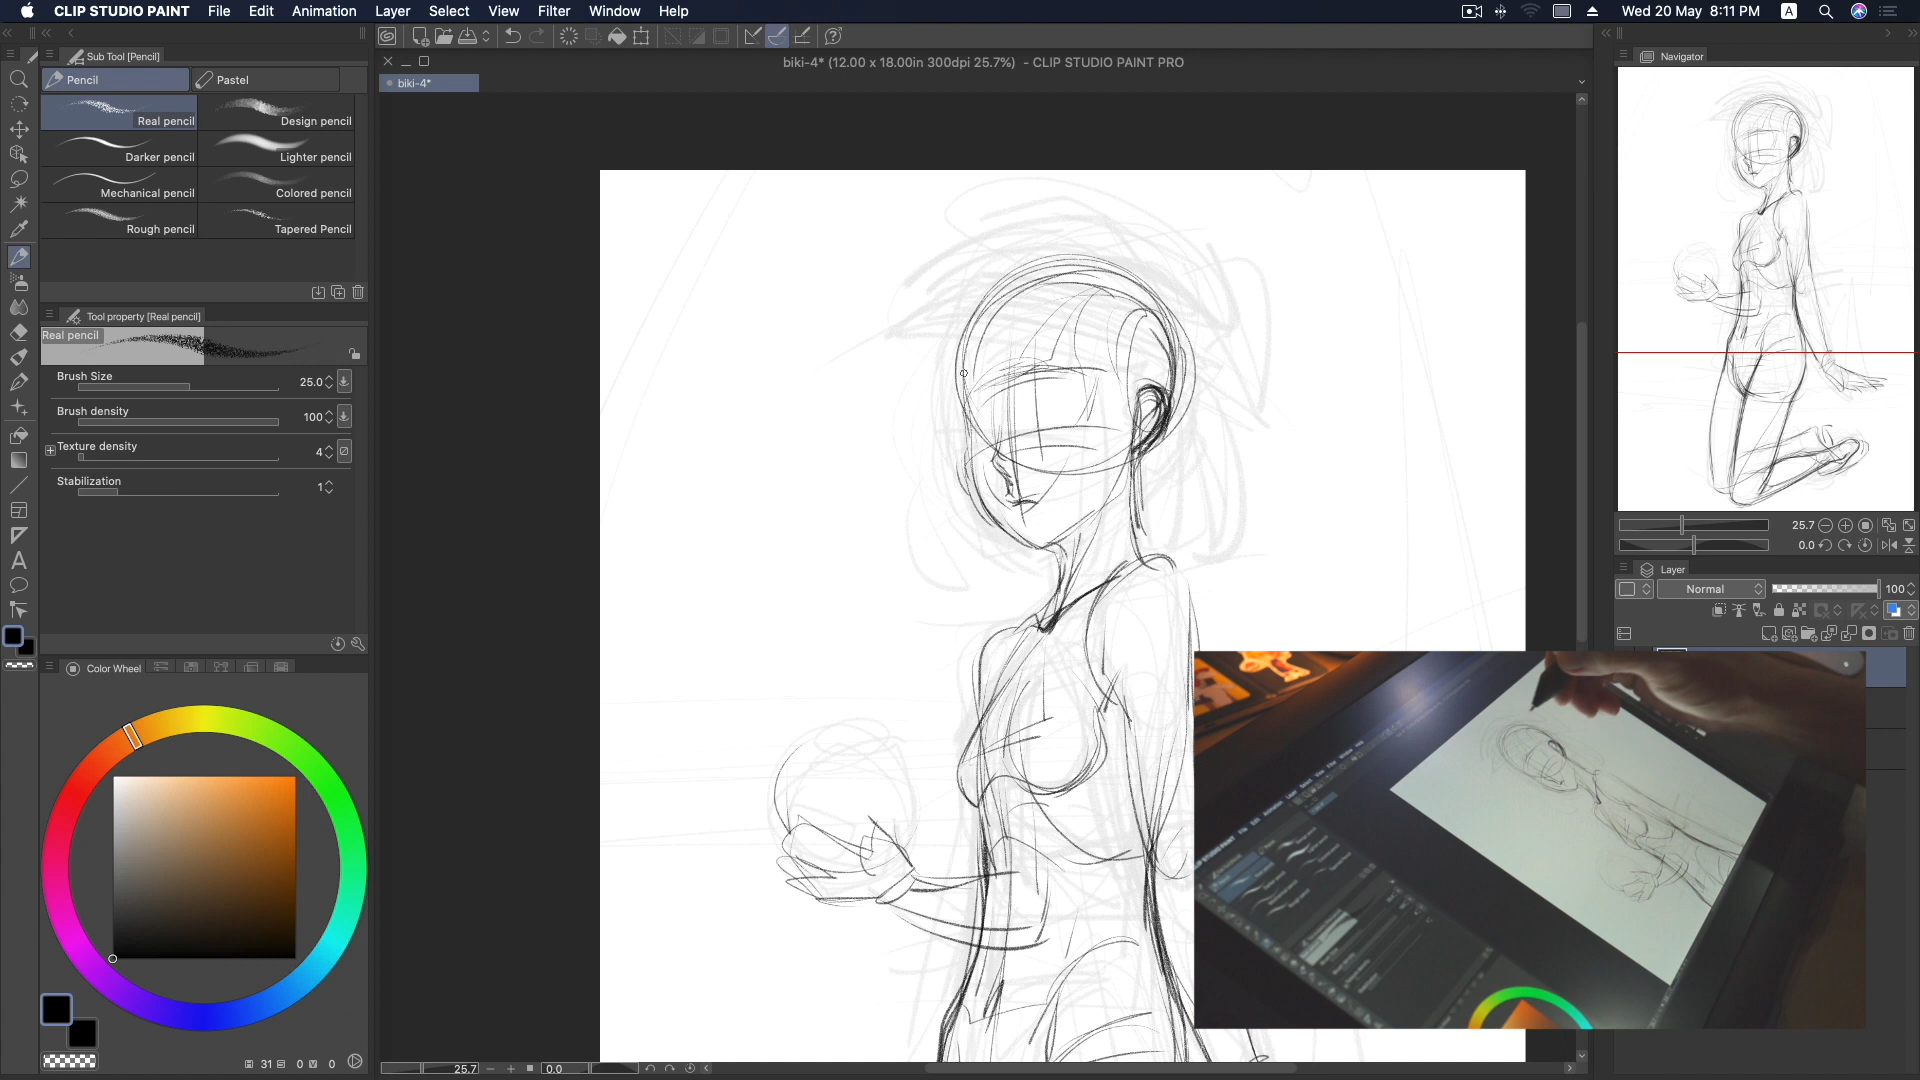 CLIP STUDIO PAINT File Edit Animation Layer Select View Filter Window Help Wed 20 May 8:11 PM A
Sub Tool [Pencil]
Pencil Pastel
Real pencil Design pencil
Darker pencil Lighter pencil
Mechanical pencil Colored pencil
Rough pencil Tapered Pencil
Tool property [Real pencil]
Real pencil
Brush Size 25.0
Brush density 100
Texture density 4
Stabilization 1
Color Wheel
31 0 0
biki-4* (12.00 x 18.00in 300dpi 25.7%) - CLIP STUDIO PAINT PRO
biki-4*
25.7 0.0
Navigator
25.7
0.0
Layer
Normal 100